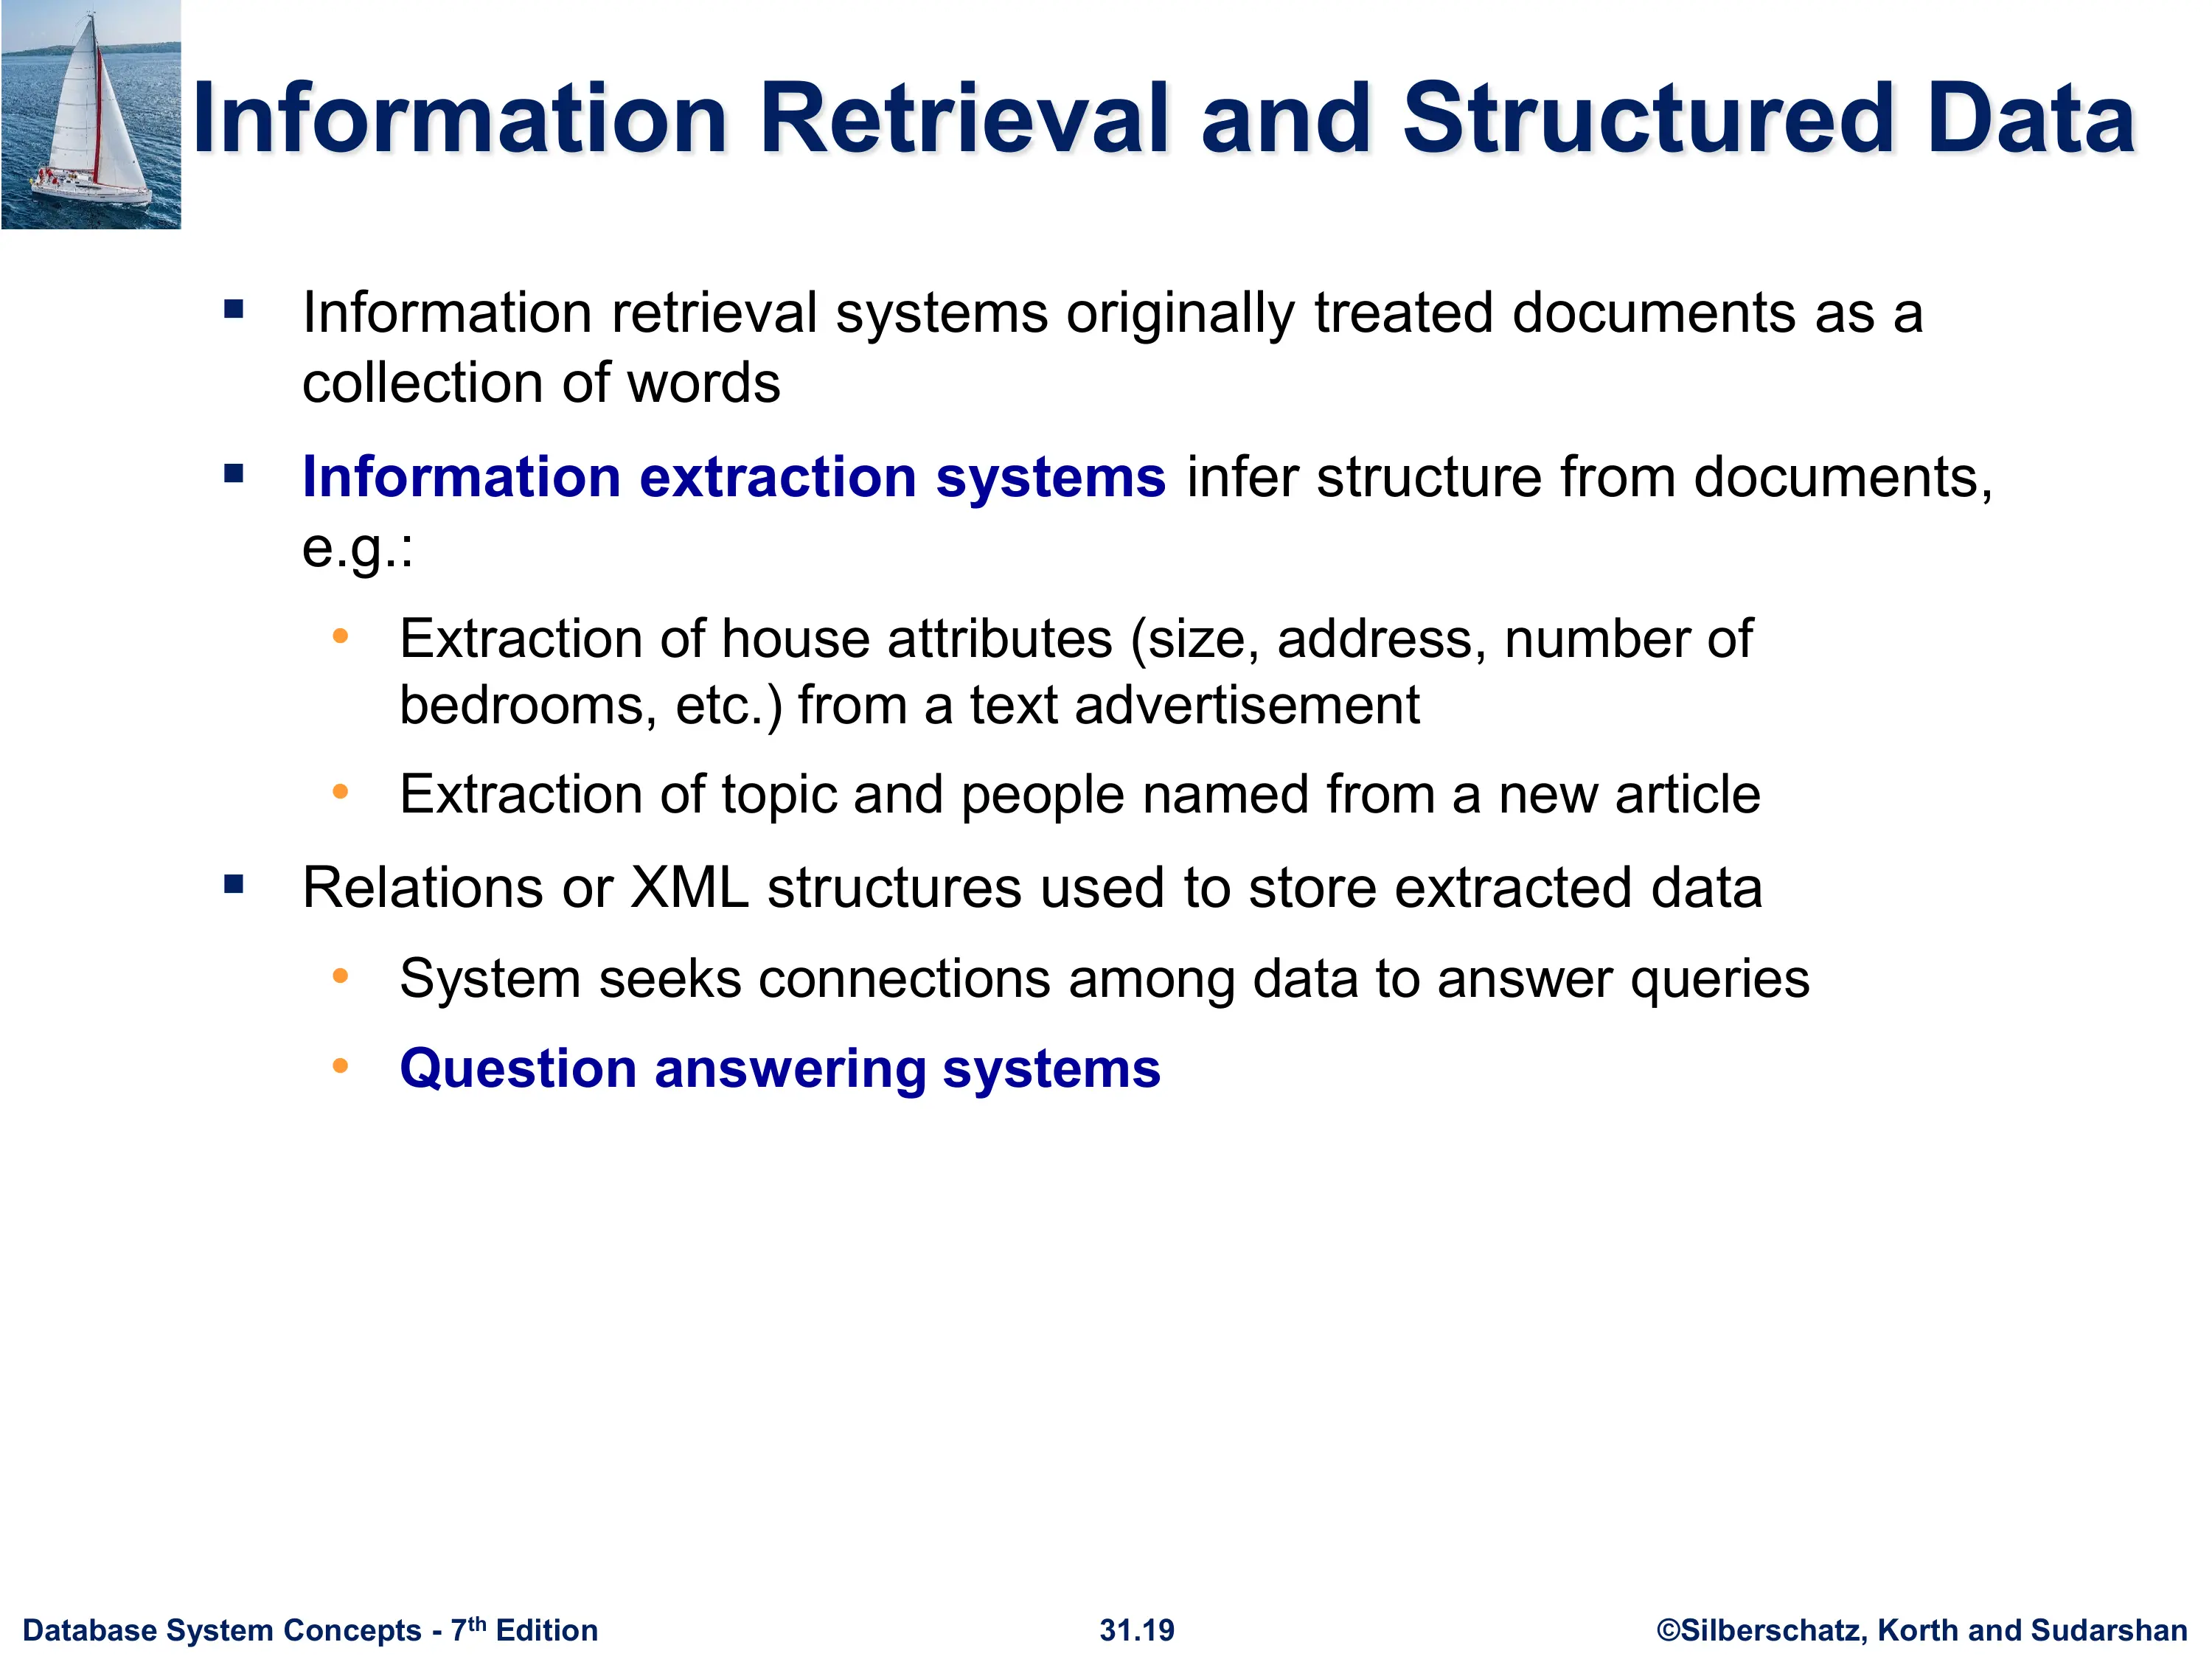 Information Retrieval and Structured Data
▪ Information retrieval systems originally treated documents as a
collection of words
▪ Information extraction systems infer structure from documents,
e.g.:
• Extraction of house attributes (size, address, number of
bedrooms, etc.) from a text advertisement
• Extraction of topic and people named from a new article
▪ Relations or XML structures used to store extracted data
• System seeks connections among data to answer queries
• Question answering systems
Database System Concepts - 7th Edition
31.19
©Silberschatz, Korth and Sudarshan